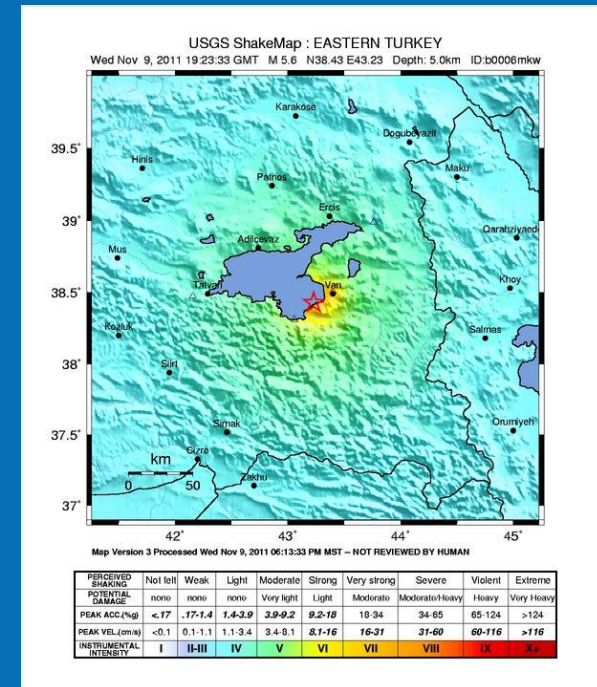 USGS ShakeMap : EASTERN TURKEY
Wed Nov 9, 2011 19:23:33 GMT M 5.6 N38.43 E43.23 Depth: 5.0km ID:b0006mkw
Karakose
39.5°
Dogubeyazit
Hinis
Maku
Patnos
Ercis
39°
Qarahziyaedd
Adilcevaz
Mus
Khoy
Tatvan
Van
38.5°
Kozluk
Salmas
38°
Siirt
Orumiyeh
37.5°
Sirnak
Cizre
km
Zakhu
0 50
37°
42° 43° 44° 45°
Map Version 3 Processed Wed Nov 9, 2011 06:13:33 PM MST -- NOT REVIEWED BY HUMAN
PERCEIVED SHAKING Not felt Weak Light Moderate Strong Very strong Severe Violent Extreme
POTENTIAL DAMAGE none none none Very light Light Moderate Moderate/Heavy Heavy Very Heavy
PEAK ACC.(%g) <.17 .17-1.4 1.4-3.9 3.9-9.2 9.2-18 18-34 34-65 65-124 >124
PEAK VEL.(cm/s) <0.1 0.1-1.1 1.1-3.4 3.4-8.1 8.1-16 16-31 31-60 60-116 >116
INSTRUMENTAL INTENSITY I II-III IV V VI VII VIII IX X+